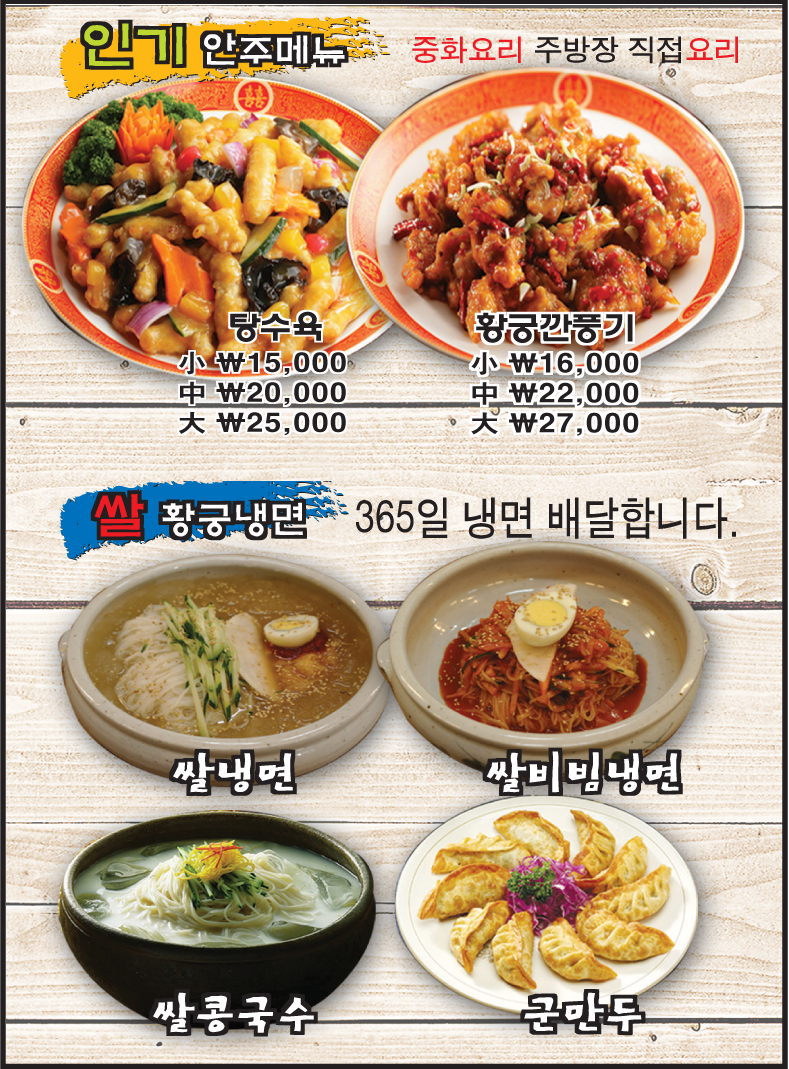 인기 안주메뉴 중화요리 주방장 직접요리
탕수육
小 ₩15,000
中 ₩20,000
大 ₩25,000
황궁깐풍기
小 ₩16,000
中 ₩22,000
大 ₩27,000
쌀 황궁냉면 365일 냉면 배달합니다.
쌀냉면
쌀비빔냉면
쌀콩국수
군만두